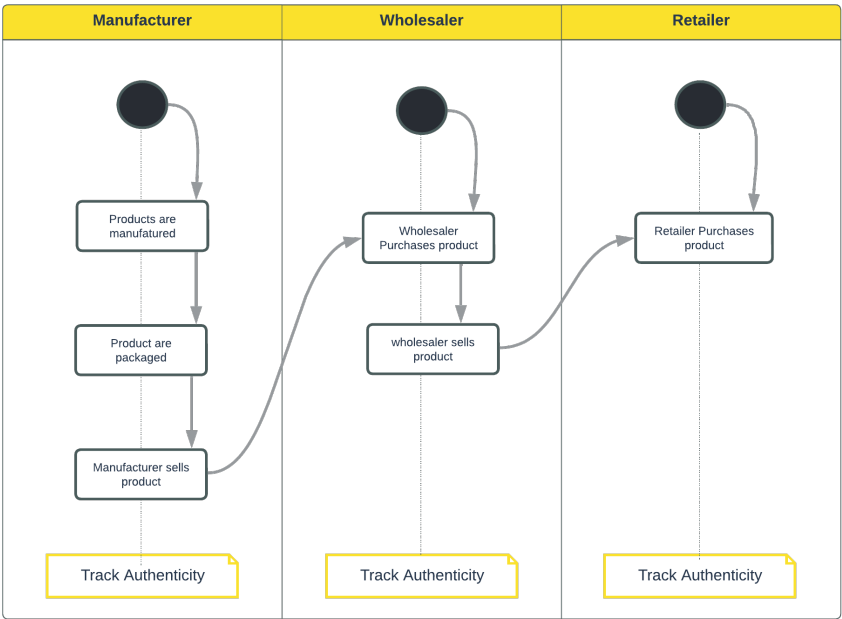 Manufacturer
Wholesaler
Retailer
Products are
manufatured
Product are
packaged
Manufacturer sells
product
Track Authenticity
Wholesaler
Purchases product
wholesaler sells
product
Track Authenticity
Retailer Purchases
product
Track Authenticity